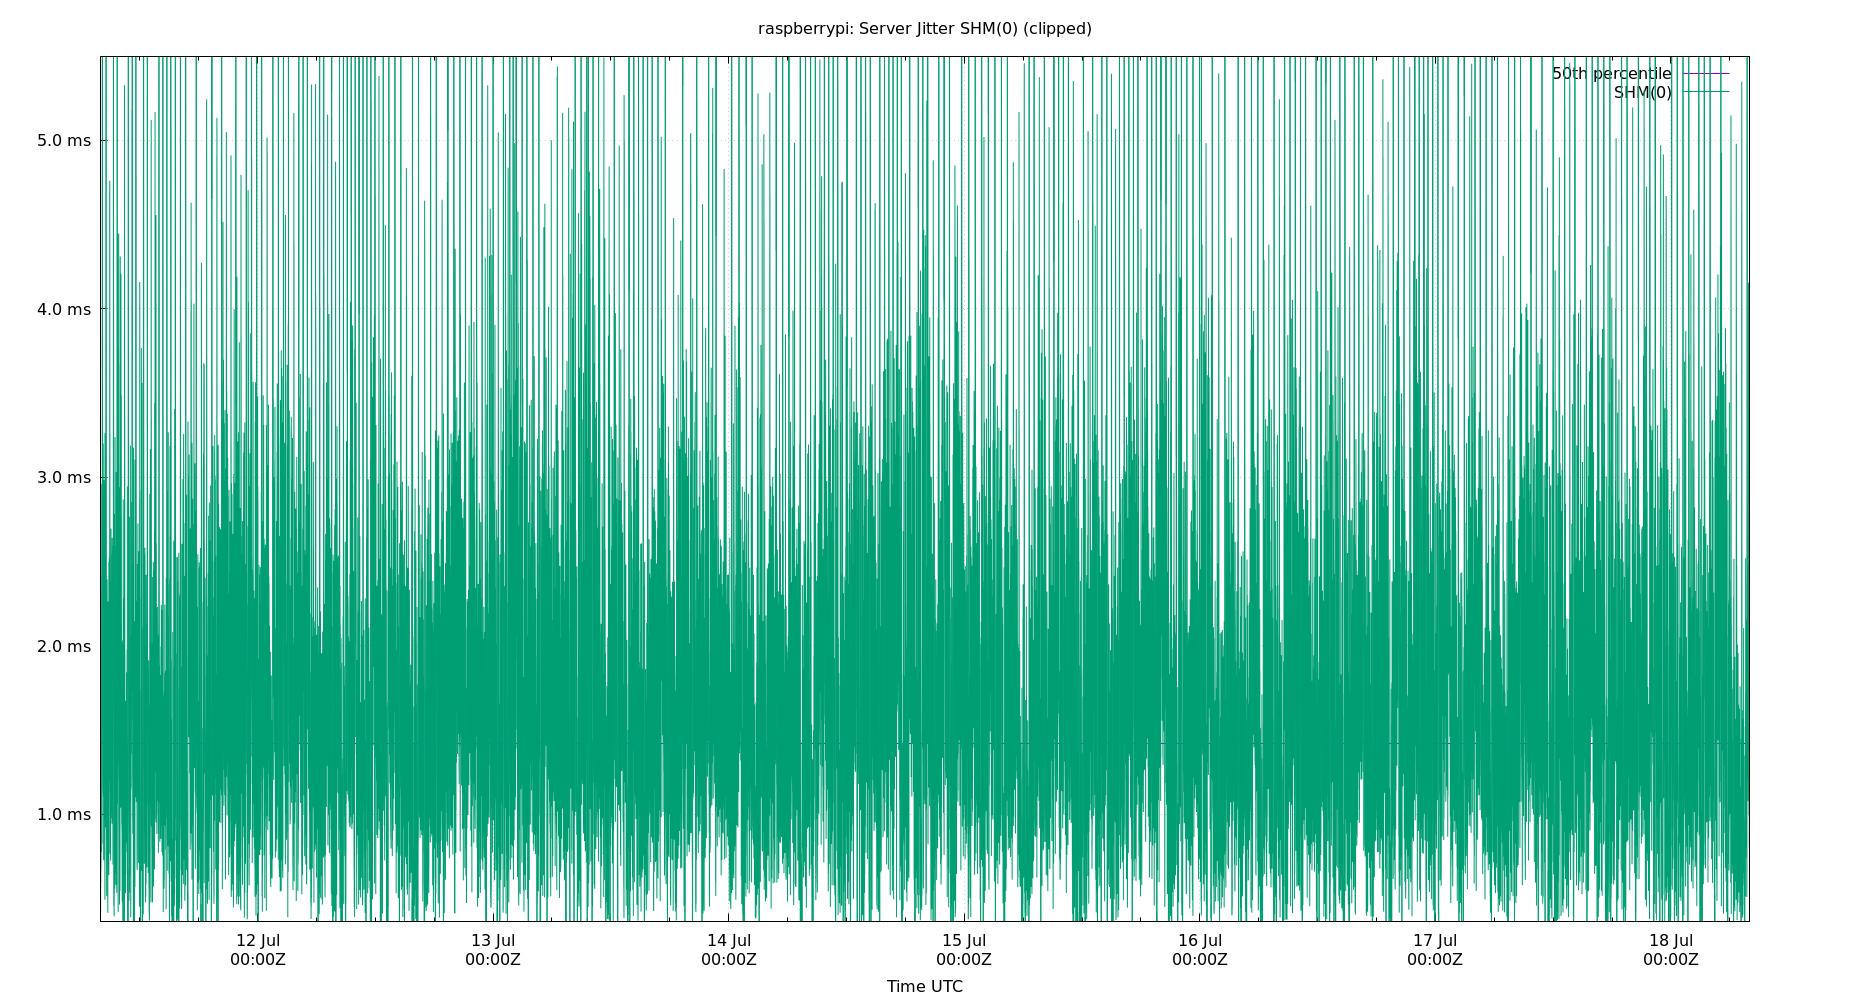 raspberrypi: Server Jitter SHM(0) (clipped)
50th percentile
SHM(0)
5.0 ms
4.0 ms
3.0 ms
2.0 ms
1.0 ms
12 Jul
00:00Z
13 Jul
00:00Z
14 Jul
00:00Z
15 Jul
00:00Z
16 Jul
00:00Z
17 Jul
00:00Z
18 Jul
00:00Z
Time UTC